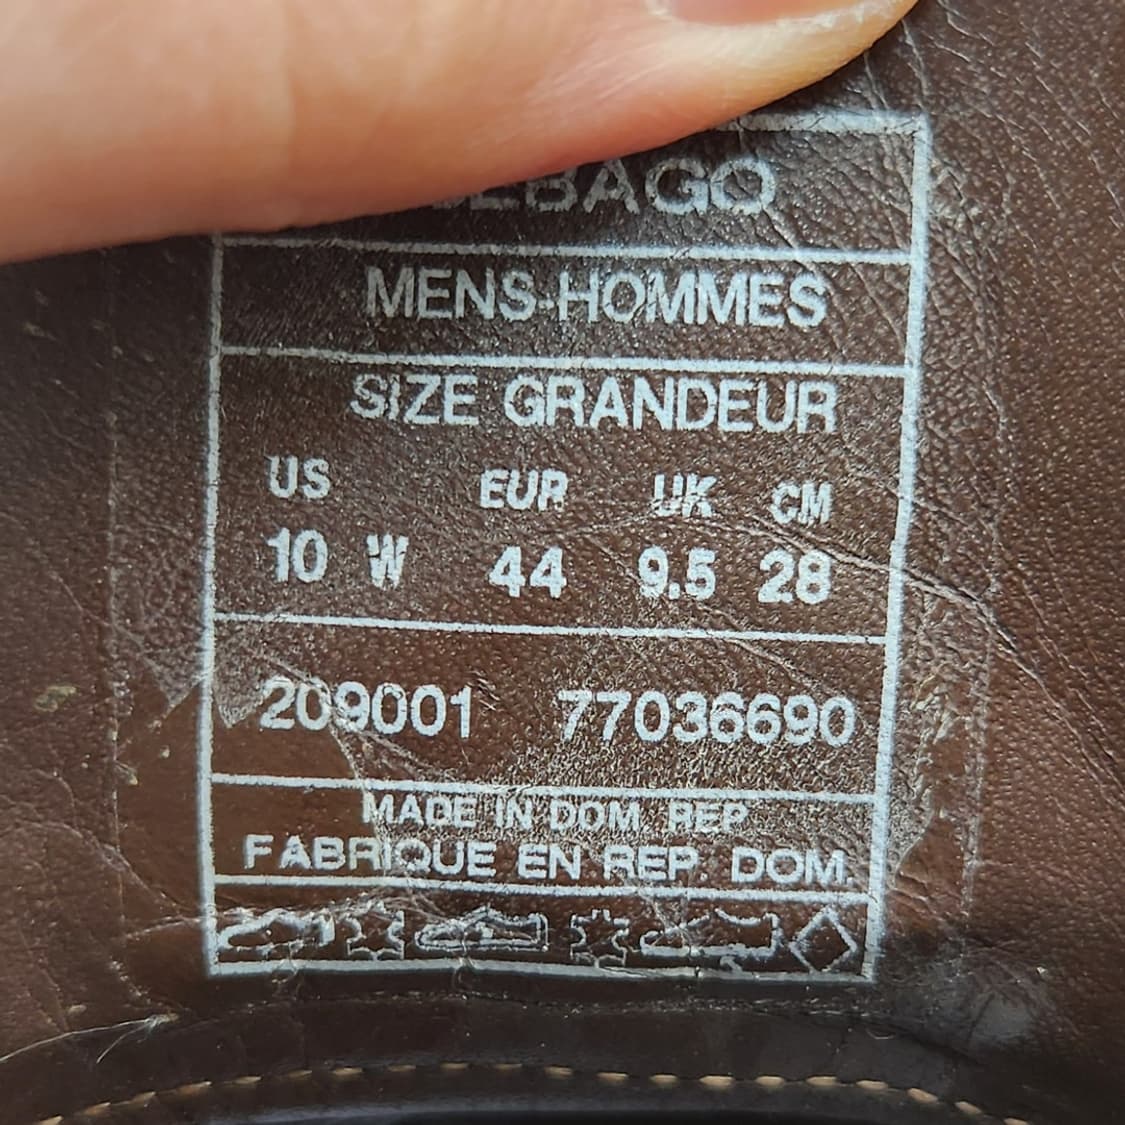 SEBAGO
MENS-HOMMES
SIZE GRANDEUR
US EUR UK CM
10 W 44 9.5 28
209001 77036690
MADE IN DOM. REP
FABRIQUE EN REP. DOM.